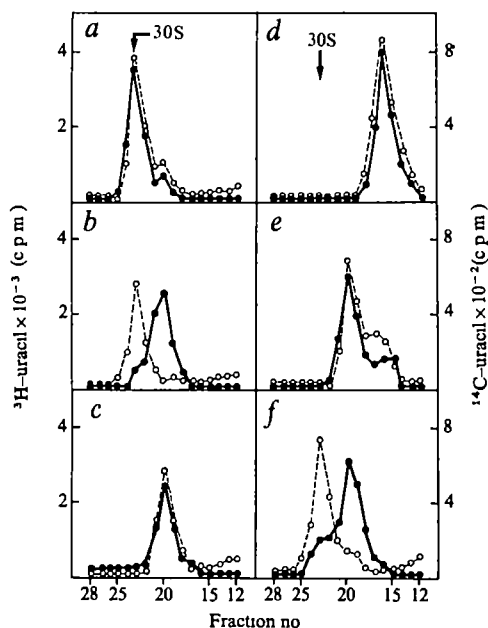 a
30S
d
30S
4
2
8
4
b
e
4
2
8
4
c
f
4
2
8
4
³H–uracil × 10⁻³ (c p m)
¹⁴C–uracil × 10⁻²(c p m)
28 25 20 15 12
28 25 20 15 12
Fraction no